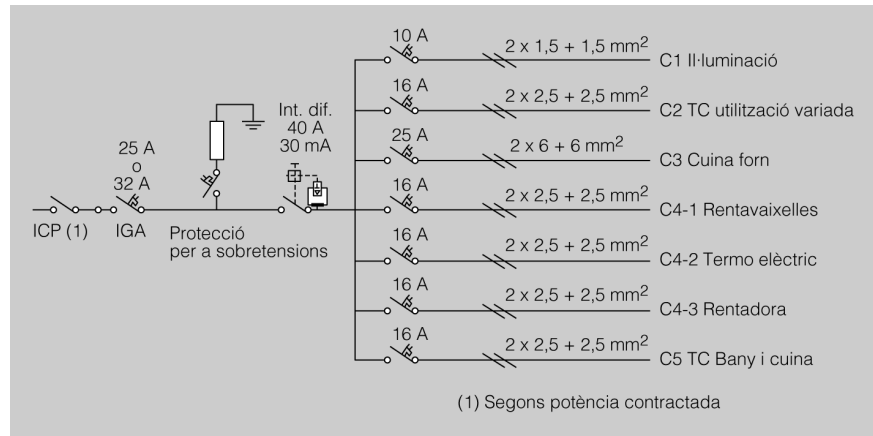 10 A
2 x 1,5 + 1,5 mm2
C1 Il·luminació
16 A
2 x 2,5 + 2,5 mm2
C2 TC utilització variada
25 A
2 x 6 + 6 mm2
C3 Cuina forn
16 A
2 x 2,5 + 2,5 mm2
C4-1 Rentavaixelles
16 A
2 x 2,5 + 2,5 mm2
C4-2 Termo elèctric
16 A
2 x 2,5 + 2,5 mm2
C4-3 Rentadora
16 A
2 x 2,5 + 2,5 mm2
C5 TC Bany i cuina
Int. dif.
40 A
30 mA
25 A
o
32 A
ICP (1)
IGA
Protecció
per a sobretensions
(1) Segons potència contractada